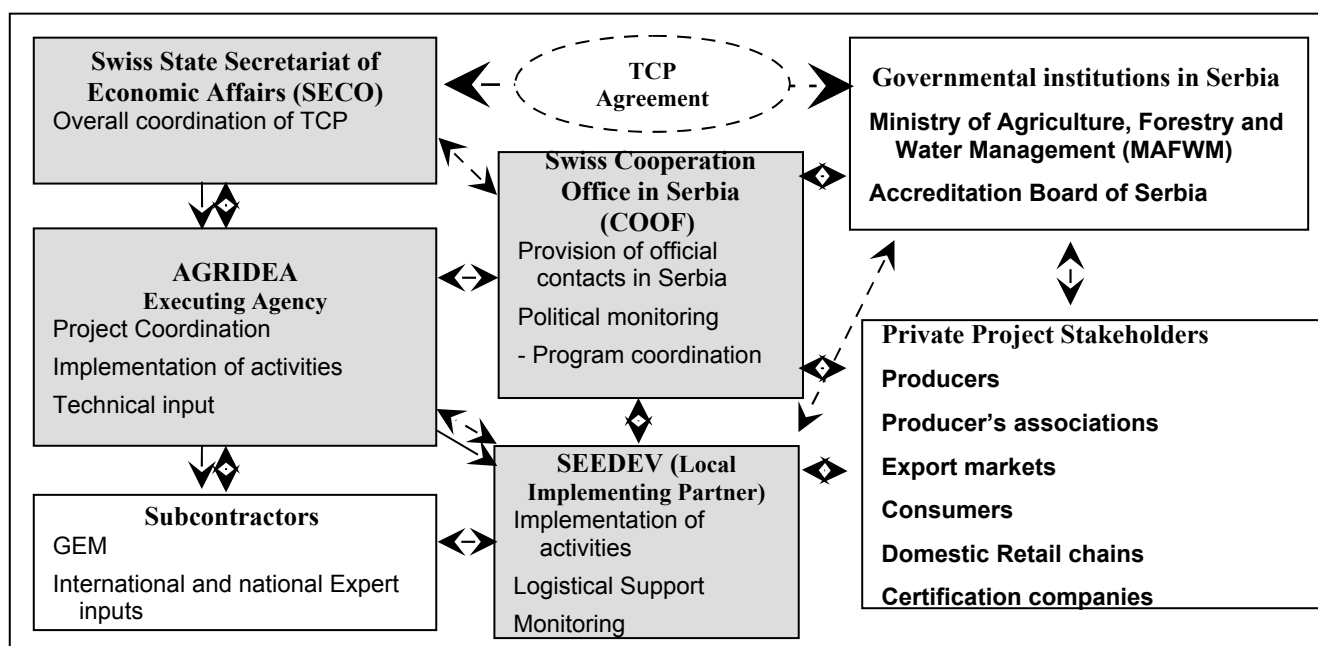 Swiss State Secretariat of
Economic Affairs (SECO)
Overall coordination of TCP
TCP
Agreement
Governmental institutions in Serbia
Ministry of Agriculture, Forestry and
Water Management (MAFWM)
Accreditation Board of Serbia
Swiss Cooperation
Office in Serbia
(COOF)
Provision of official
contacts in Serbia
Political monitoring
- Program coordination
AGRIDEA
Executing Agency
Project Coordination
Implementation of activities
Technical input
Private Project Stakeholders
Producers
Producer’s associations
Export markets
Consumers
Domestic Retail chains
Certification companies
Subcontractors
GEM
International and national Expert
inputs
SEEDEV (Local
Implementing Partner)
Implementation of
activities
Logistical Support
Monitoring